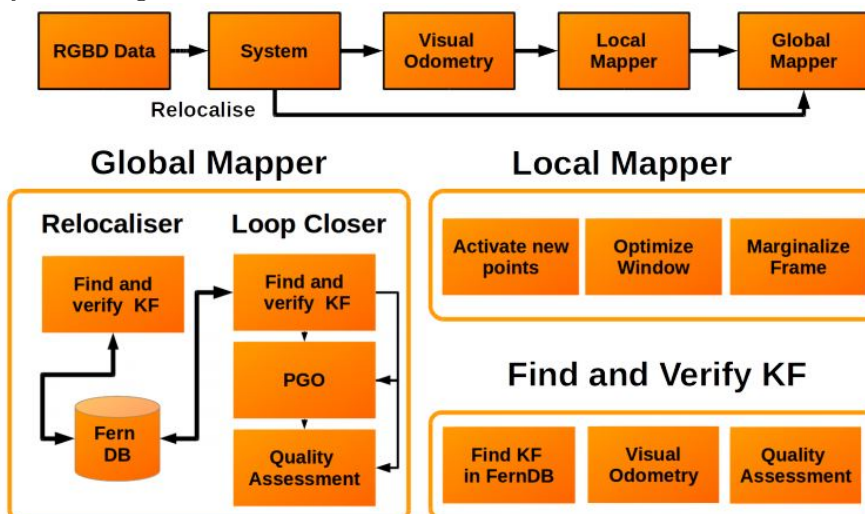 RGBD Data
System
Visual
Odometry
Local
Mapper
Global
Mapper
Relocalise
Global Mapper
Relocaliser
Loop Closer
Find and
verify KF
Find and
verify KF
PGO
Fern
DB
Quality
Assessment
Local Mapper
Activate new
points
Optimize
Window
Marginalize
Frame
Find and Verify KF
Find KF
in FernDB
Visual
Odometry
Quality
Assessment